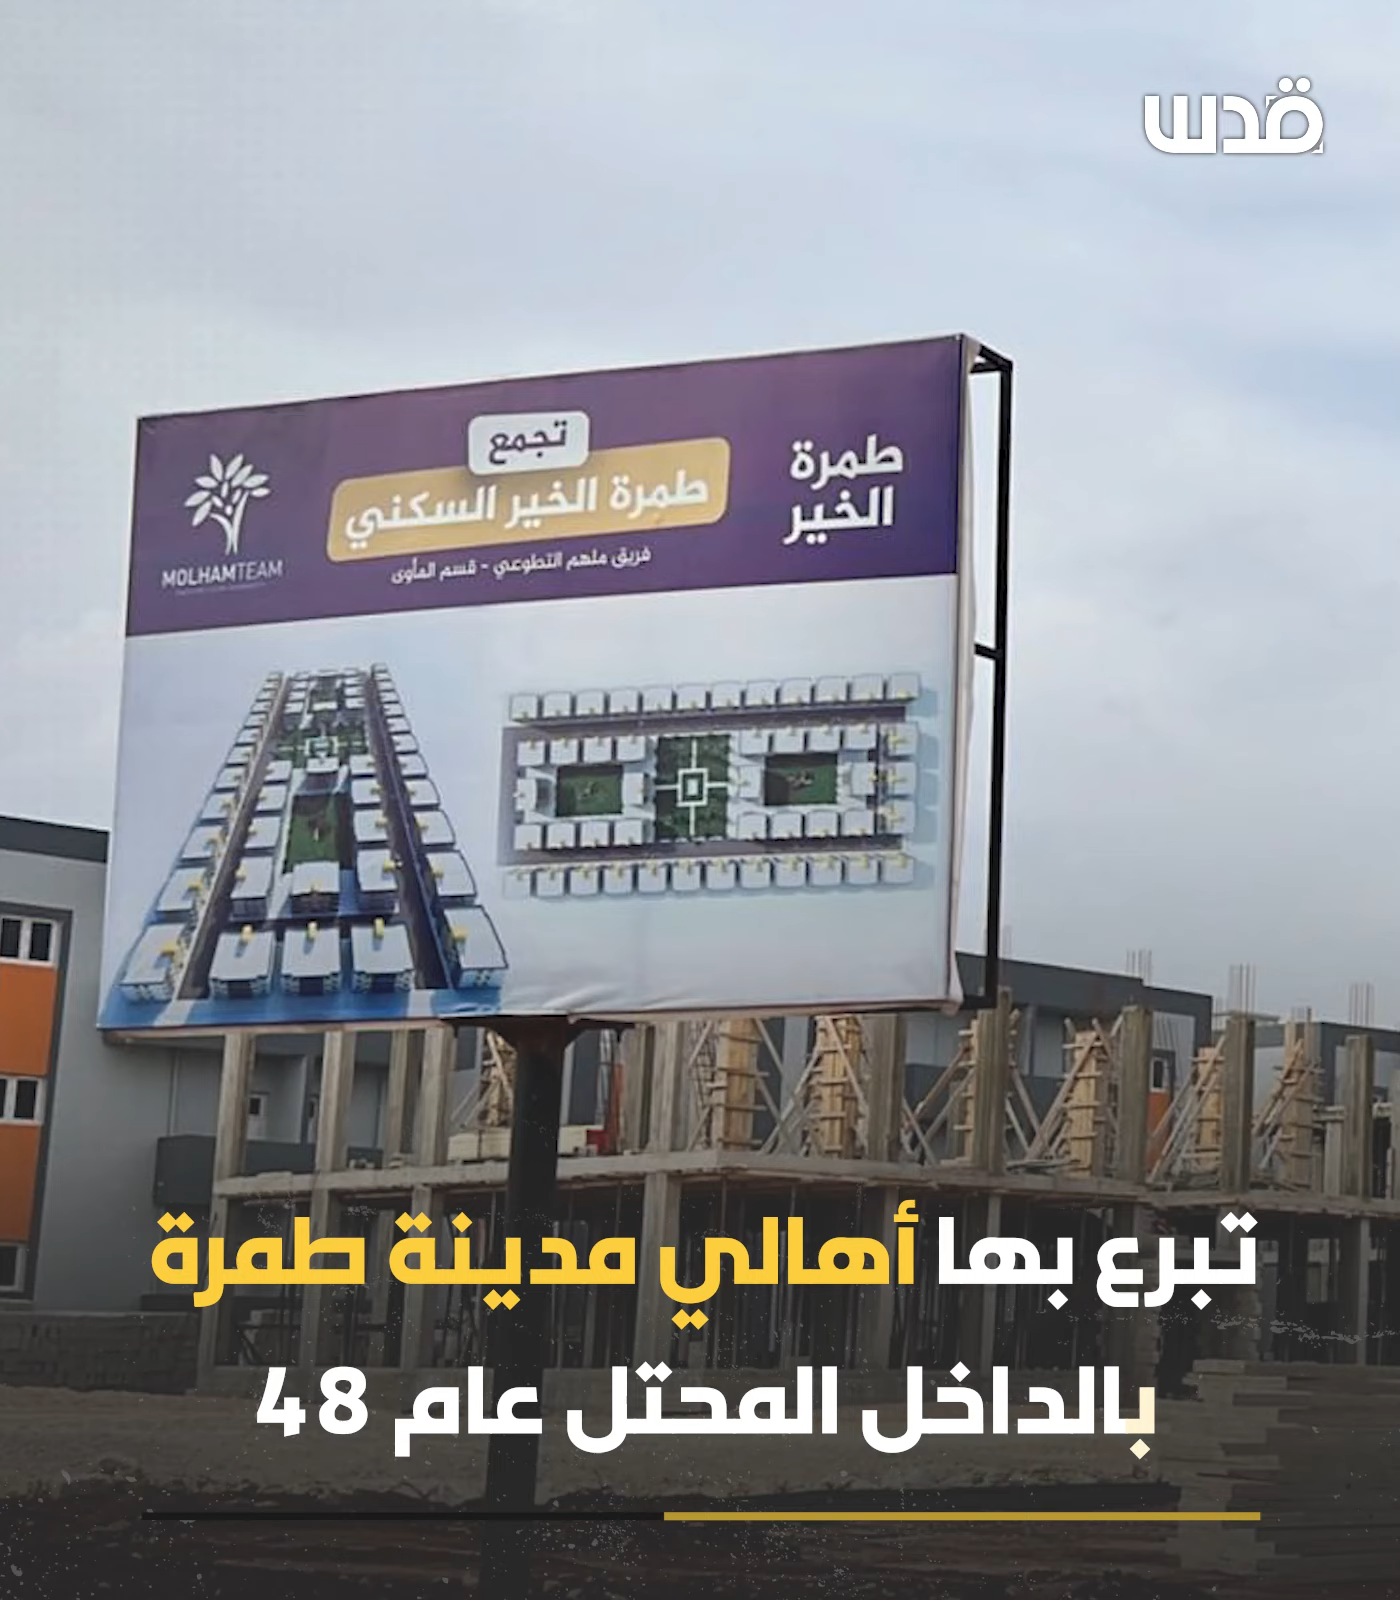 قدس
تجمع
طمرة الخير السكني
فريق ملهم التطوعي - قسم المأوى
طمرة
الخير
MOLHAMTEAM
تبرع بها أهالي مدينة طمرة
بالداخل المحتل عام 48